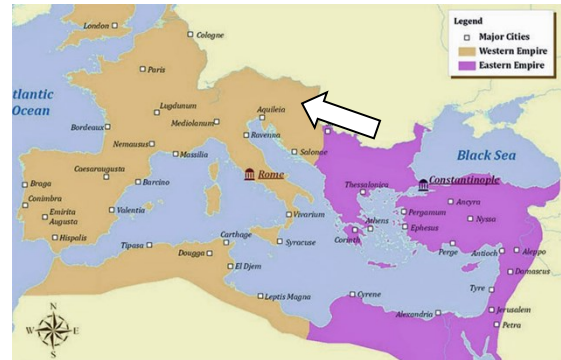 Legend
Major Cities
Western Empire
Eastern Empire
London
Cologne
Paris
Atlantic
Ocean
Lugdunum
Aquileia
Mediolanum
Bordeaux
Ravenna
Nemausus
Massilia
Salonae
Black Sea
Caesaraugusta
Rome
Constantinople
Braga
Barcino
Thessalonica
Conimbra
Ancyra
Emirita
Augusta
Valentia
Vivarium
Pergamum
Nyssa
Athens
Ephesus
Hispalis
Carthage
Corinth
Tipasa
Syracuse
Perge
Antioch
Aleppo
Dougga
El Djem
Damascus
Tyre
Leptis Magna
Cyrene
Jerusalem
Alexandria
Petra
N
W
E
S